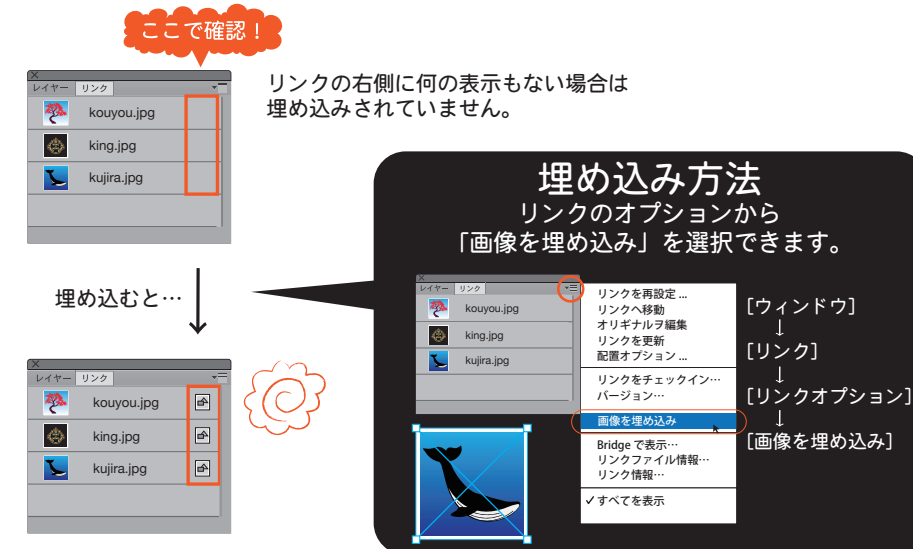 ここで確認！
レイヤー リンク
kouyou.jpg
king.jpg
kujira.jpg
リンクの右側に何の表示もない場合は
埋め込みされていません。
埋め込むと…
レイヤー リンク
kouyou.jpg
king.jpg
kujira.jpg
埋め込み方法
リンクのオプションから
「画像を埋め込み」を選択できます。
レイヤー リンク
kouyou.jpg
king.jpg
kujira.jpg
リンクを再設定 ...
リンクへ移動
オリギナルヲ編集
リンクを更新
配置オプション ...
リンクをチェックイン…
バージョン…
画像を埋め込み
Bridge で表示…
リンクファイル情報…
リンク情報…
✓すべてを表示
[ウィンドウ]
↓
[リンク]
↓
[リンクオプション]
↓
[画像を埋め込み]